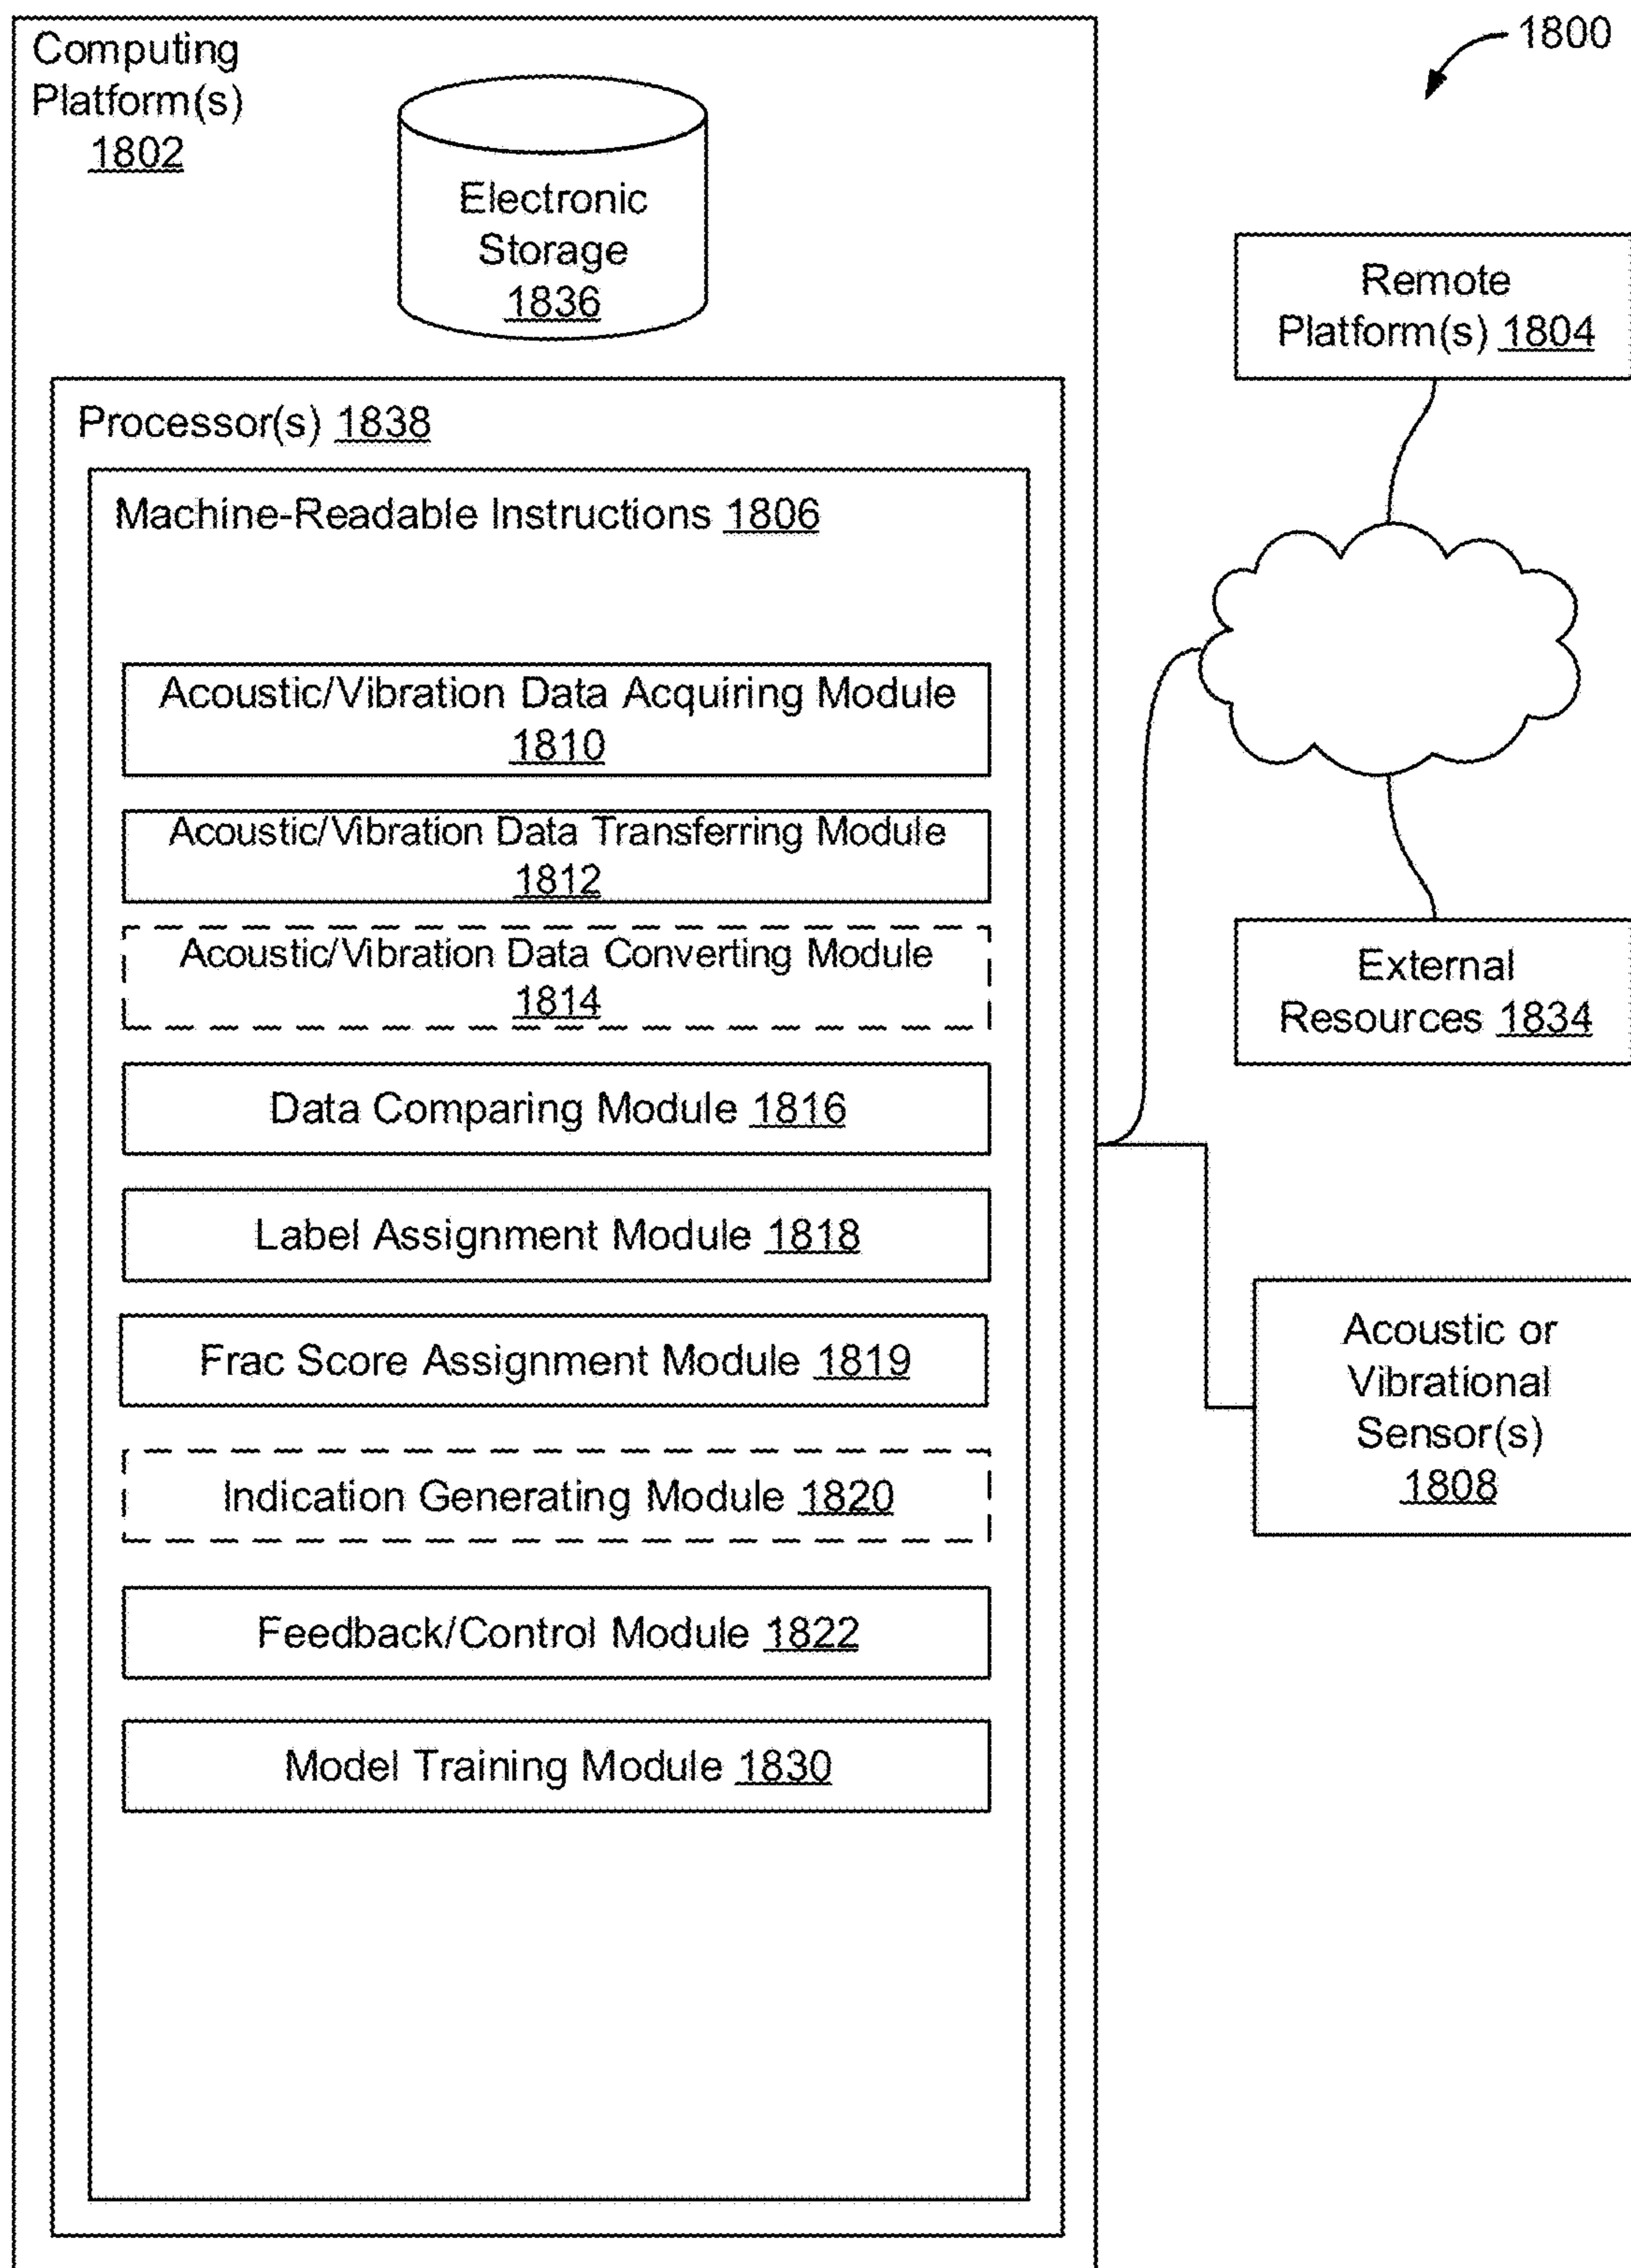 1800
Computing
Platform(s)
1802
Electronic
Storage
1836
Processor(s) 1838
Machine-Readable Instructions 1806
Acoustic/Vibration Data Acquiring Module
1810
Acoustic/Vibration Data Transferring Module
1812
Acoustic/Vibration Data Converting Module
1814
Data Comparing Module 1816
Label Assignment Module 1818
Frac Score Assignment Module 1819
Indication Generating Module 1820
Feedback/Control Module 1822
Model Training Module 1830
Remote
Platform(s) 1804
External
Resources 1834
Acoustic or
Vibrational
Sensor(s)
1808